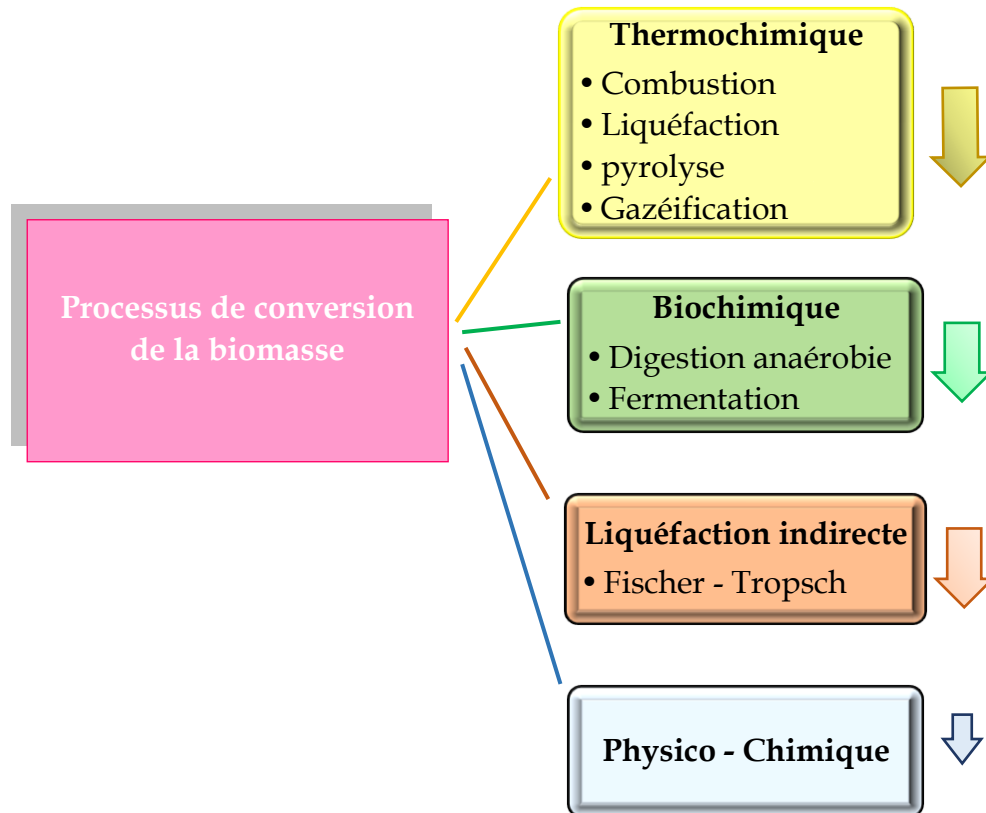 Processus de conversion
de la biomasse
Thermochimique
• Combustion
• Liquéfaction
• pyrolyse
• Gazéification
Biochimique
• Digestion anaérobie
• Fermentation
Liquéfaction indirecte
• Fischer - Tropsch
Physico - Chimique